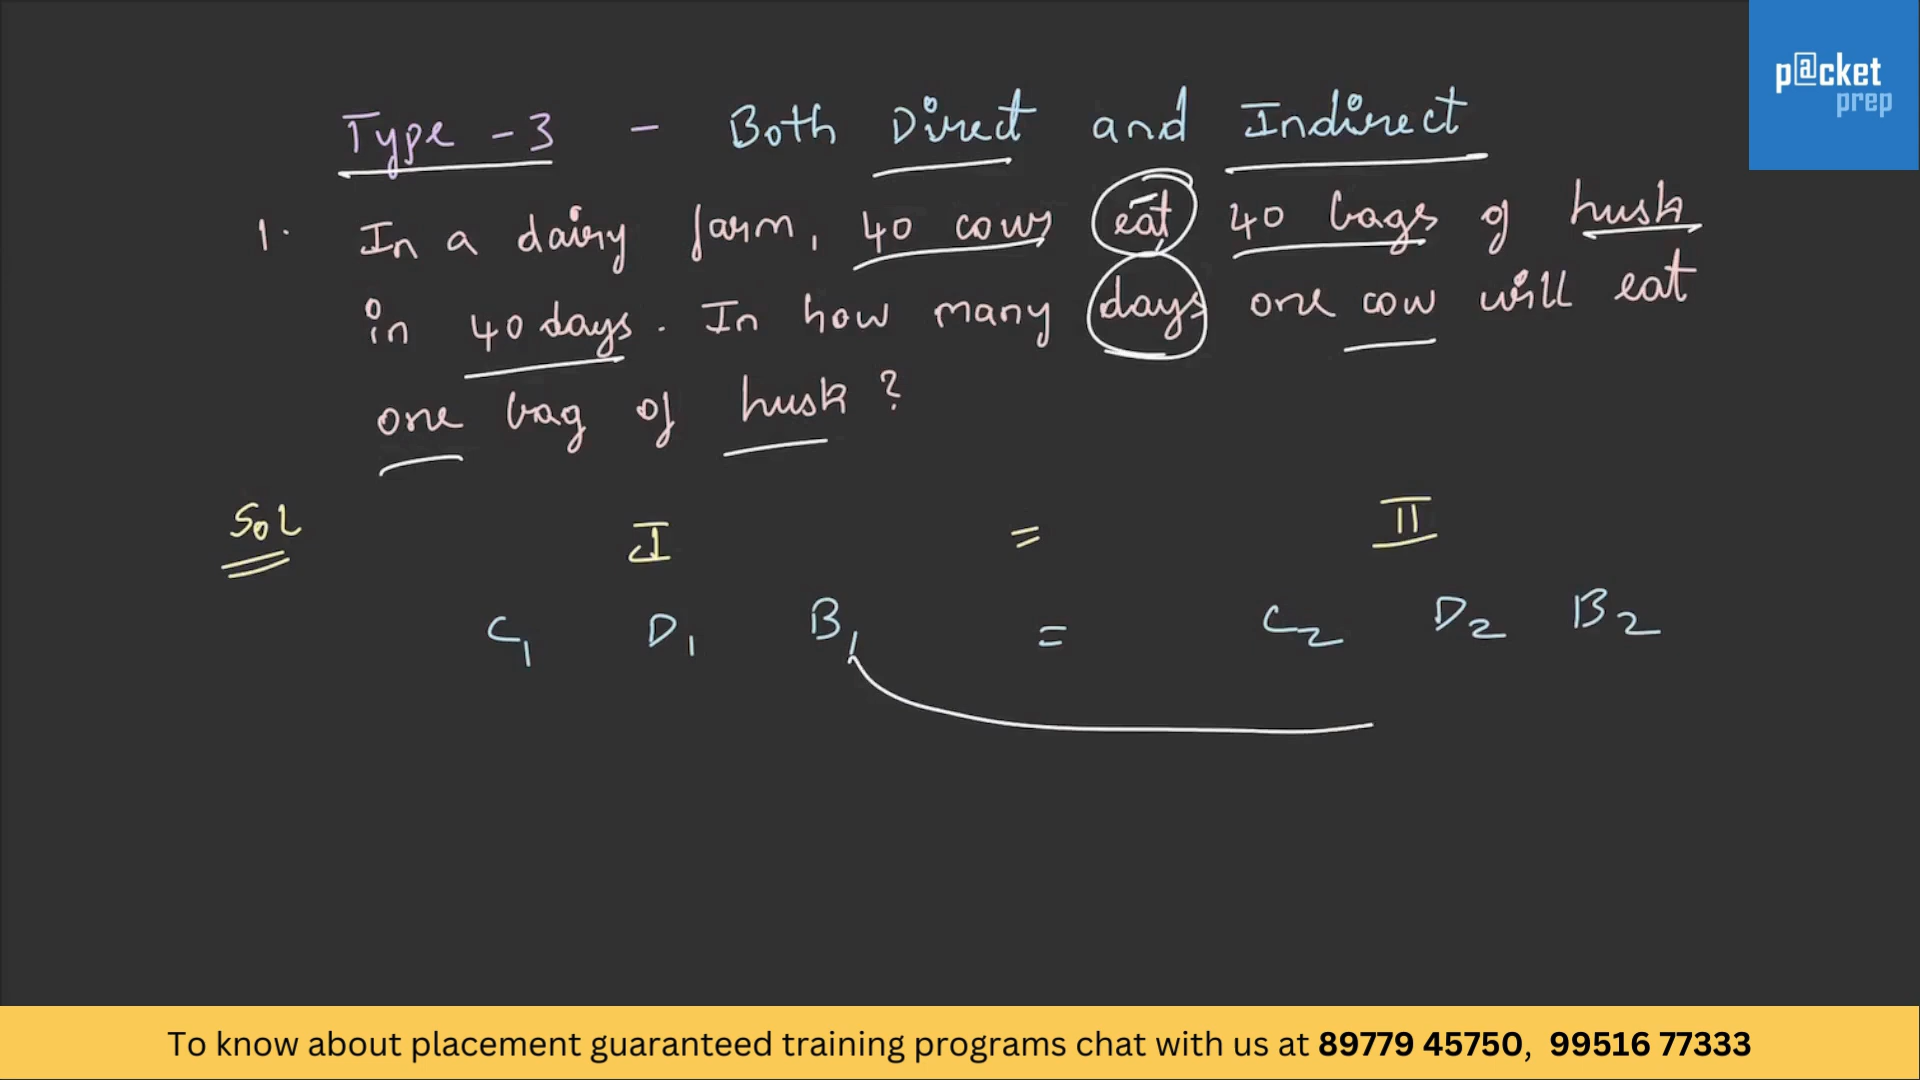 p@cket
prep
Type - 3 - Both Direct and Indirect
1. In a dairy farm, 40 cows eat 40 bags of husk
in 40 days. In how many days one cow will eat
one bag of husk?
Sol
I = II
C1 D1 B1 = C2 D2 B2
To know about placement guaranteed training programs chat with us at 89779 45750, 99516 77333